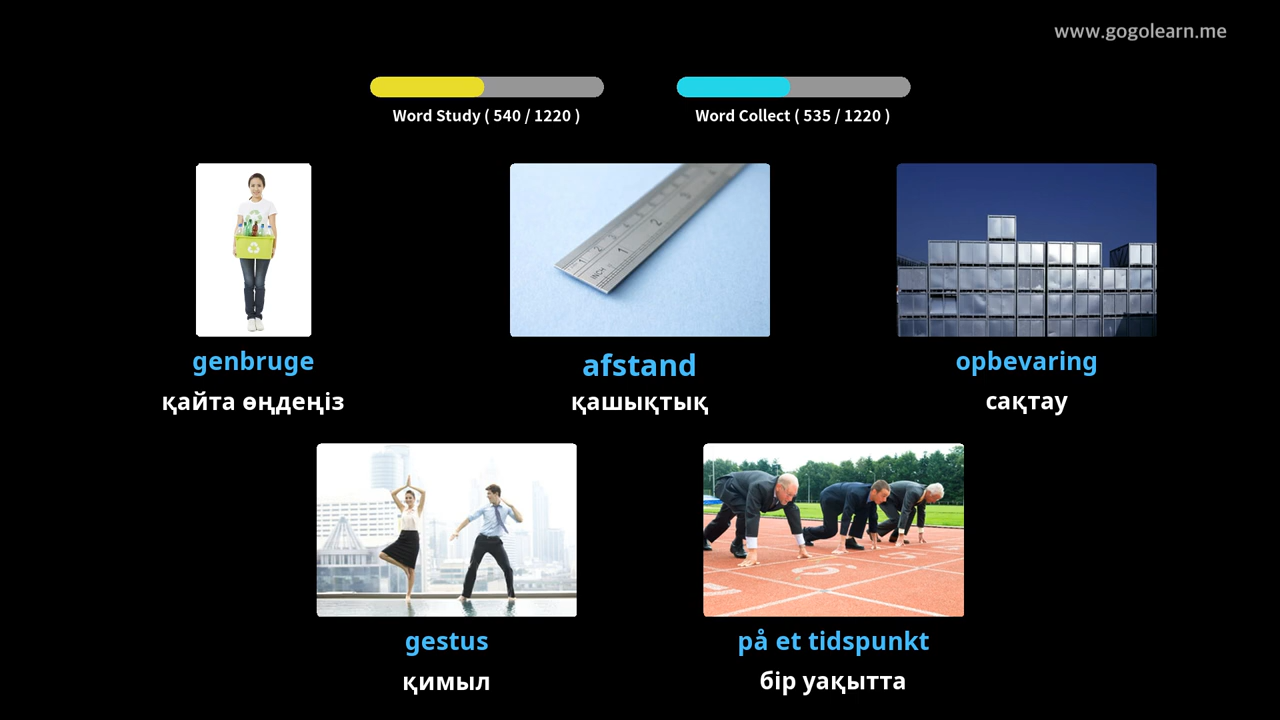 www.gogolearn.me
Word Study ( 540 / 1220 )
Word Collect ( 535 / 1220 )
genbruge
afstand
opbevaring
қайта өңдеңіз
қашықтық
сақтау
gestus
på et tidspunkt
қимыл
бір уақытта